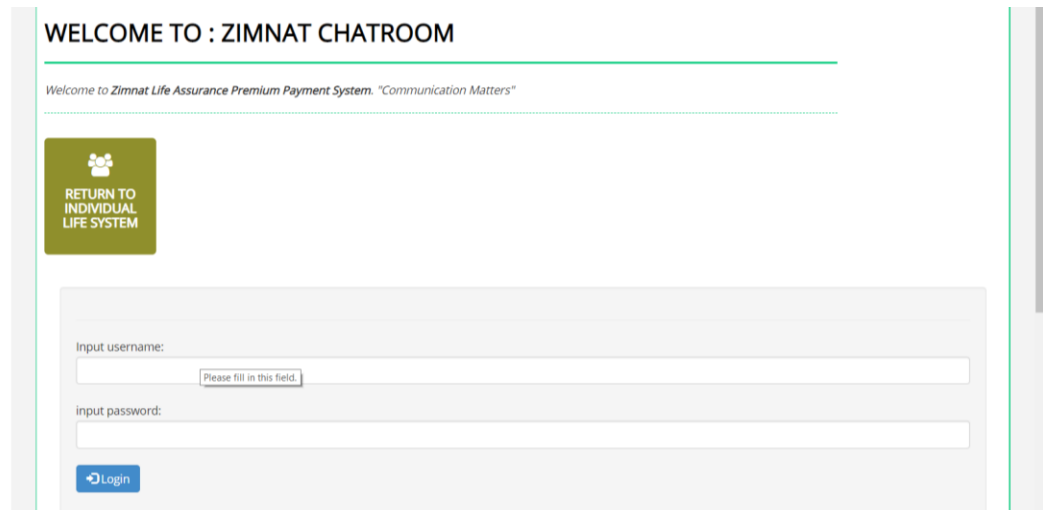 WELCOME TO : ZIMNAT CHATROOM
Welcome to Zimnat Life Assurance Premium Payment System. "Communication Matters"
RETURN TO
INDIVIDUAL
LIFE SYSTEM
Input username:
Please fill in this field.
input password:
Login